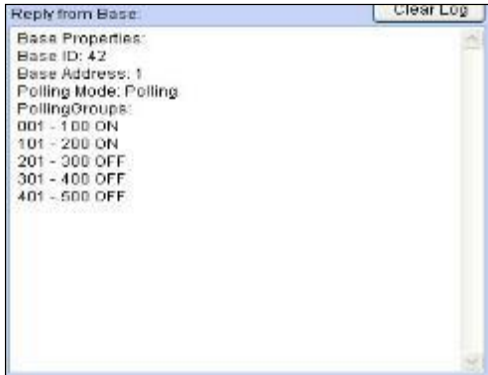 Reply from Base:
Clear Log
Base Properties:
Base ID: 42
Base Address: 1
Polling Mode: Polling
PollingGroups:
001 - 100 ON
101 - 200 ON
201 - 300 OFF
301 - 400 OFF
401 - 500 OFF